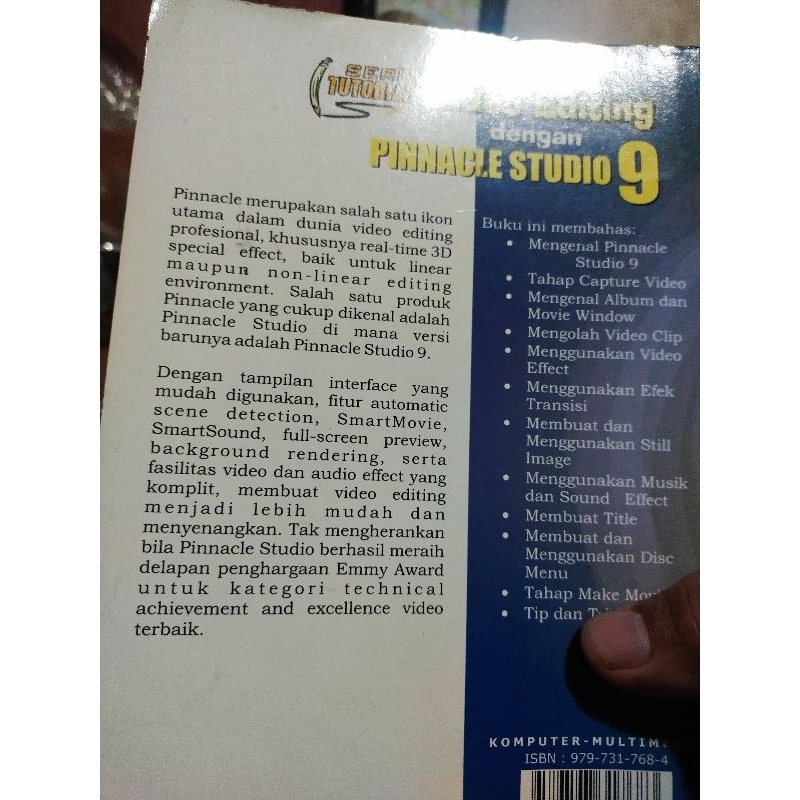 SERI
TUTORIAL
Editing
dengan
PINNACLE STUDIO 9
Pinnacle merupakan salah satu ikon
utama dalam dunia video editing
profesional, khususnya real-time 3D
special effect, baik untuk linear
maupun non-linear editing
environment. Salah satu produk
Pinnacle yang cukup dikenal adalah
Pinnacle Studio di mana versi
barunya adalah Pinnacle Studio 9.
Dengan tampilan interface yang
mudah digunakan, fitur automatic
scene detection, SmartMovie,
SmartSound, full-screen preview,
background rendering, serta
fasilitas video dan audio effect yang
komplit, membuat video editing
menjadi lebih mudah dan
menyenangkan. Tak mengherankan
bila Pinnacle Studio berhasil meraih
delapan penghargaan Emmy Award
untuk kategori technical
achievement and excellence video
terbaik.
Buku ini membahas:
• Mengenal Pinnacle
Studio 9
• Tahap Capture Video
• Mengenal Album dan
Movie Window
• Mengolah Video Clip
• Menggunakan Video
Effect
• Menggunakan Efek
Transisi
• Membuat dan
Menggunakan Still
Image
• Menggunakan Musik
dan Sound Effect
• Membuat Title
• Membuat dan
Menggunakan Disc
Menu
• Tahap Make Movie
• Tip dan
KOMPUTER-MULTIMEDIA
ISBN : 979-731-768-4